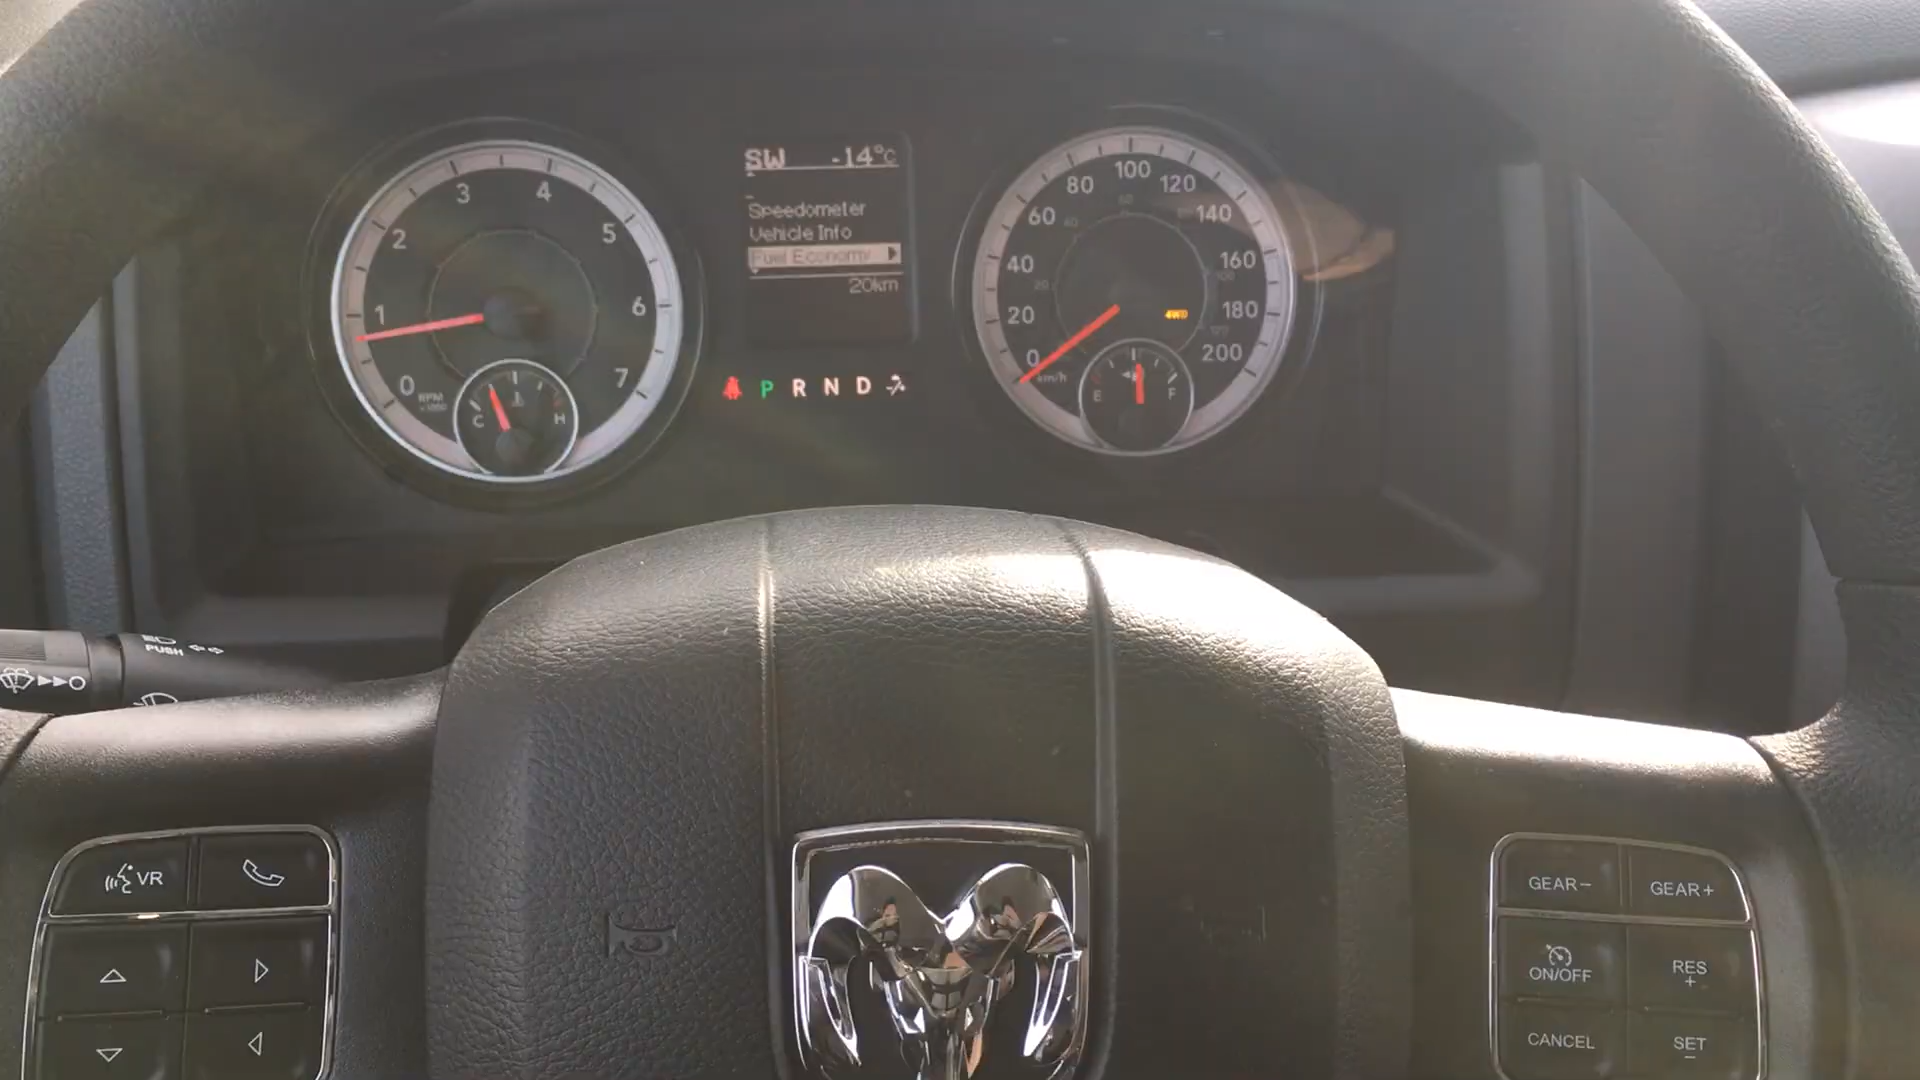 SW -14°C
Speedometer
Vehicle Info
Fuel Economy
20km
0 1 2 3 4 5 6 7
RPM
C H
P R N D
0 20 40 60 80 100 120 140 160 180 200
km/h
4WD
E F
PUSH
VR
GEAR− GEAR+
ON/OFF
RES
+
CANCEL
SET
−